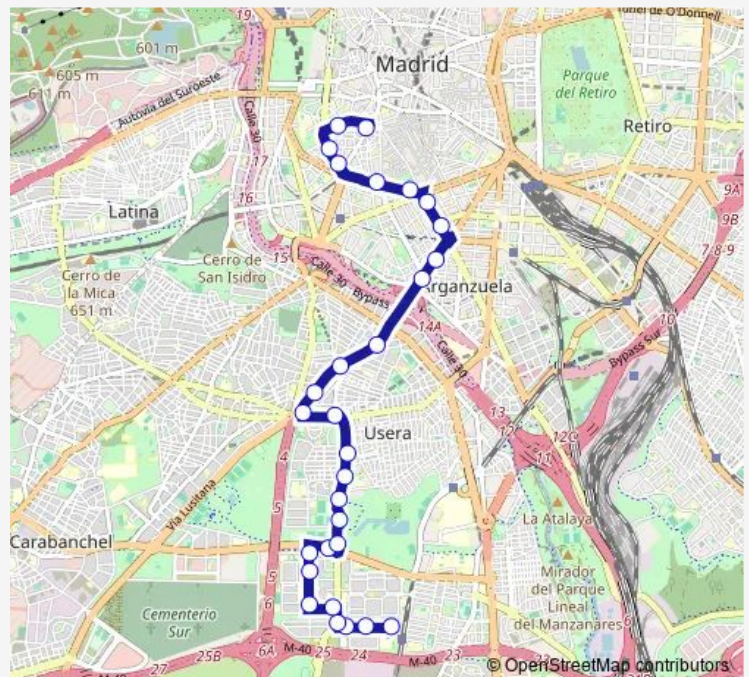 19
601 m
605 m
611 m
Autovía del Suroeste
Madrid
Túnel de O'Donnell
Parque
del Retiro
Retiro
Calle 30
17
16
Latina
9A
9B
7-8-9
15
Cerro de
San Isidro
Calle 30 Bypass
Cerro de
la Mica
651 m
Arganzuela
14A
Calle 30
10
Bypass Sur
13
12
12C
11
Usera
4
5
Vía Lusitana
La Atalaya
Carabanchel
5
6
Mirador
del Parque
Lineal
del Manzanares
Cementerio
Sur
6
6A
M-40
25
24
M-40
23
27
25B
© OpenStreetMap contributors